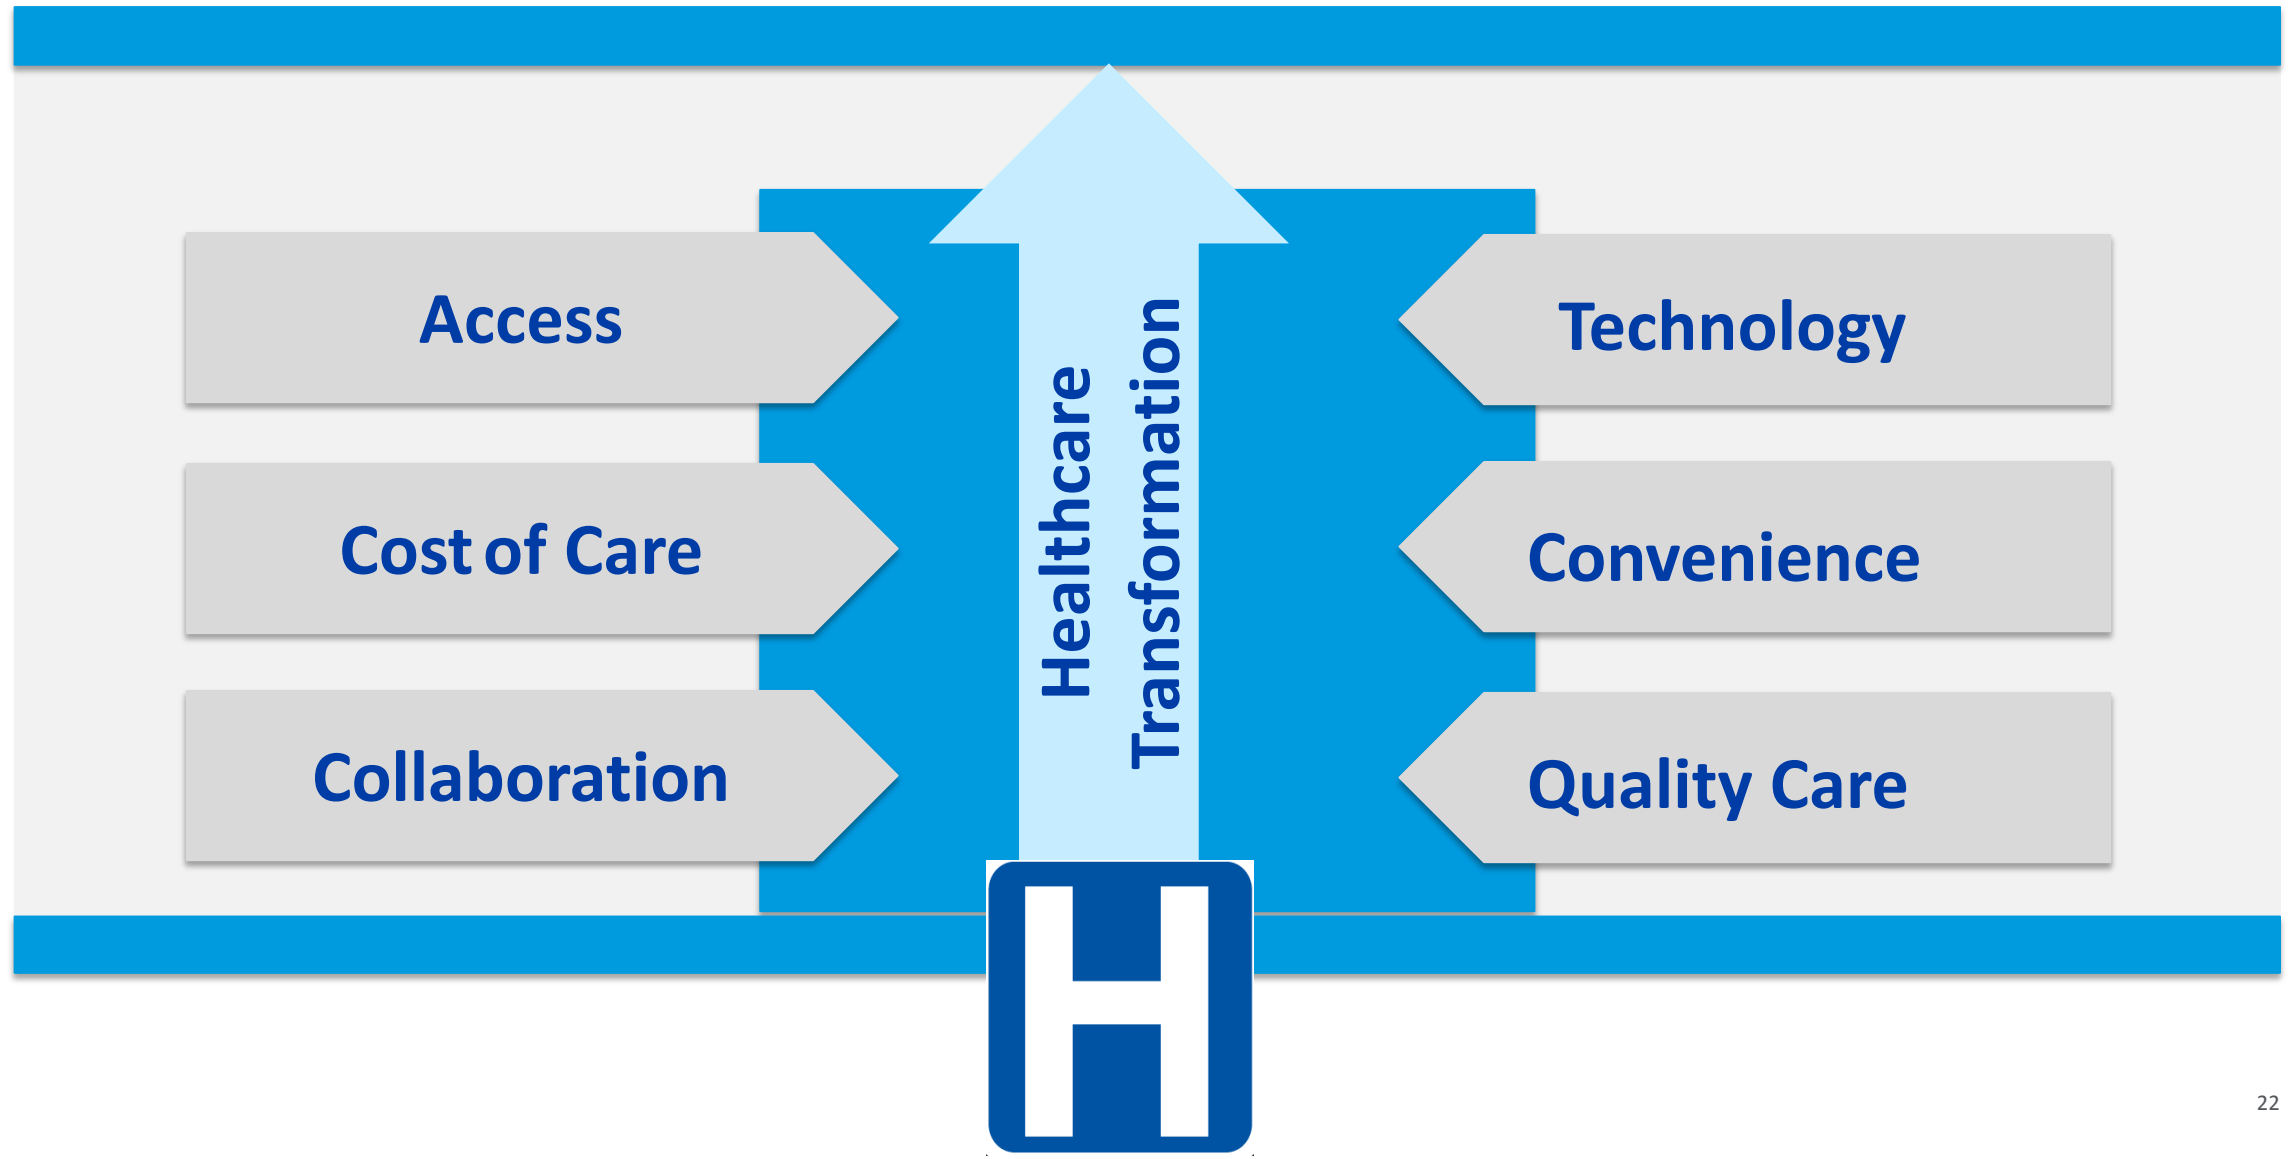 Access
Cost of Care
Collaboration
Healthcare
Transformation
Technology
Convenience
Quality Care
H
22